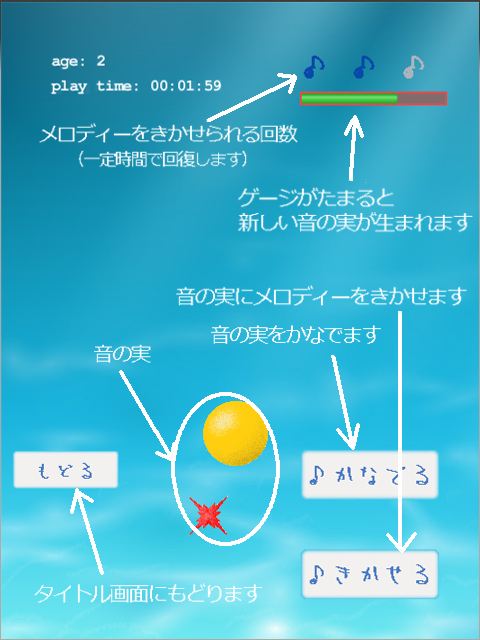 age: 2
play time: 00:01:59
メロディーをきかせられる回数
(一定時間で回復します)
ゲージがたまると
新しい音の実が生まれます
音の実にメロディーをきかせます
音の実をかなでます
音の実
もどる
♪かなでる
♪きかせる
タイトル画面にもどります